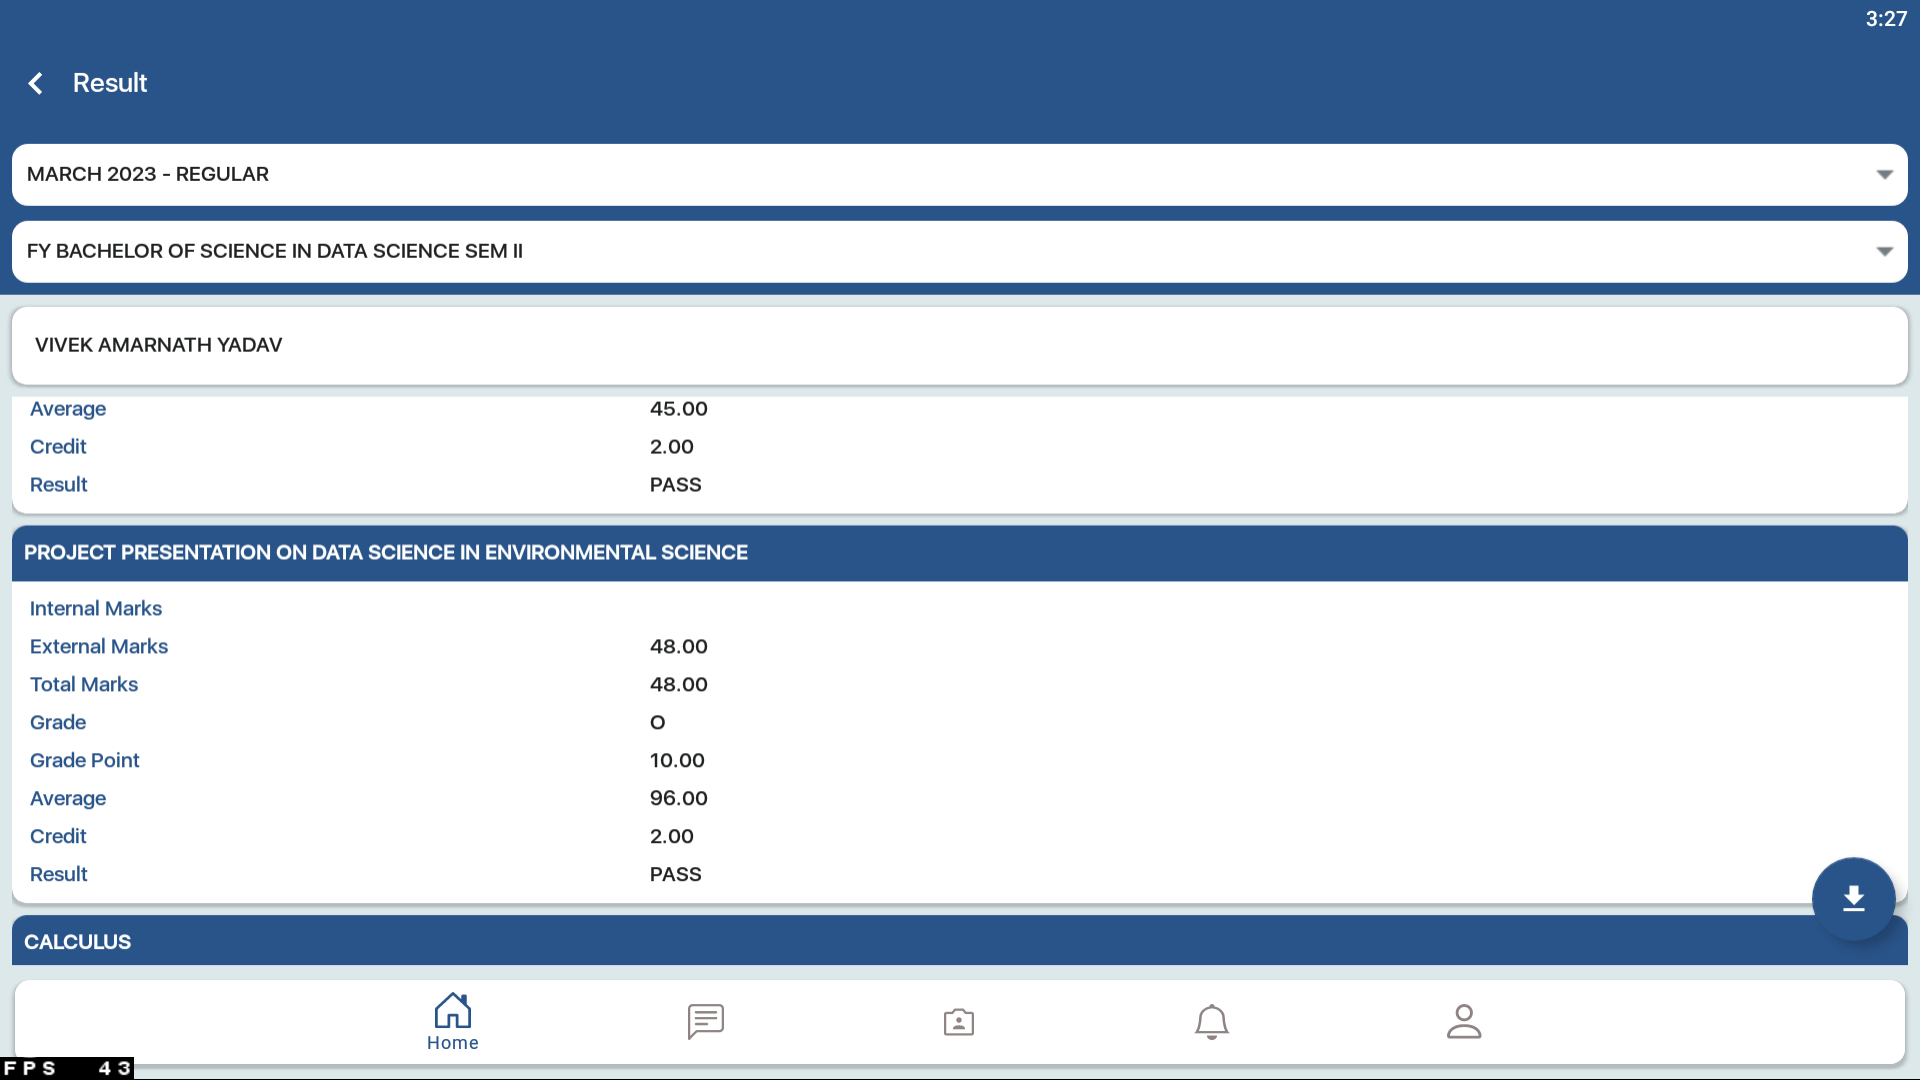 3:27
Result
MARCH 2023 - REGULAR
FY BACHELOR OF SCIENCE IN DATA SCIENCE SEM II
VIVEK AMARNATH YADAV
Average 45.00
Credit 2.00
Result PASS
PROJECT PRESENTATION ON DATA SCIENCE IN ENVIRONMENTAL SCIENCE
Internal Marks
External Marks 48.00
Total Marks 48.00
Grade O
Grade Point 10.00
Average 96.00
Credit 2.00
Result PASS
CALCULUS
Home
FPS 43